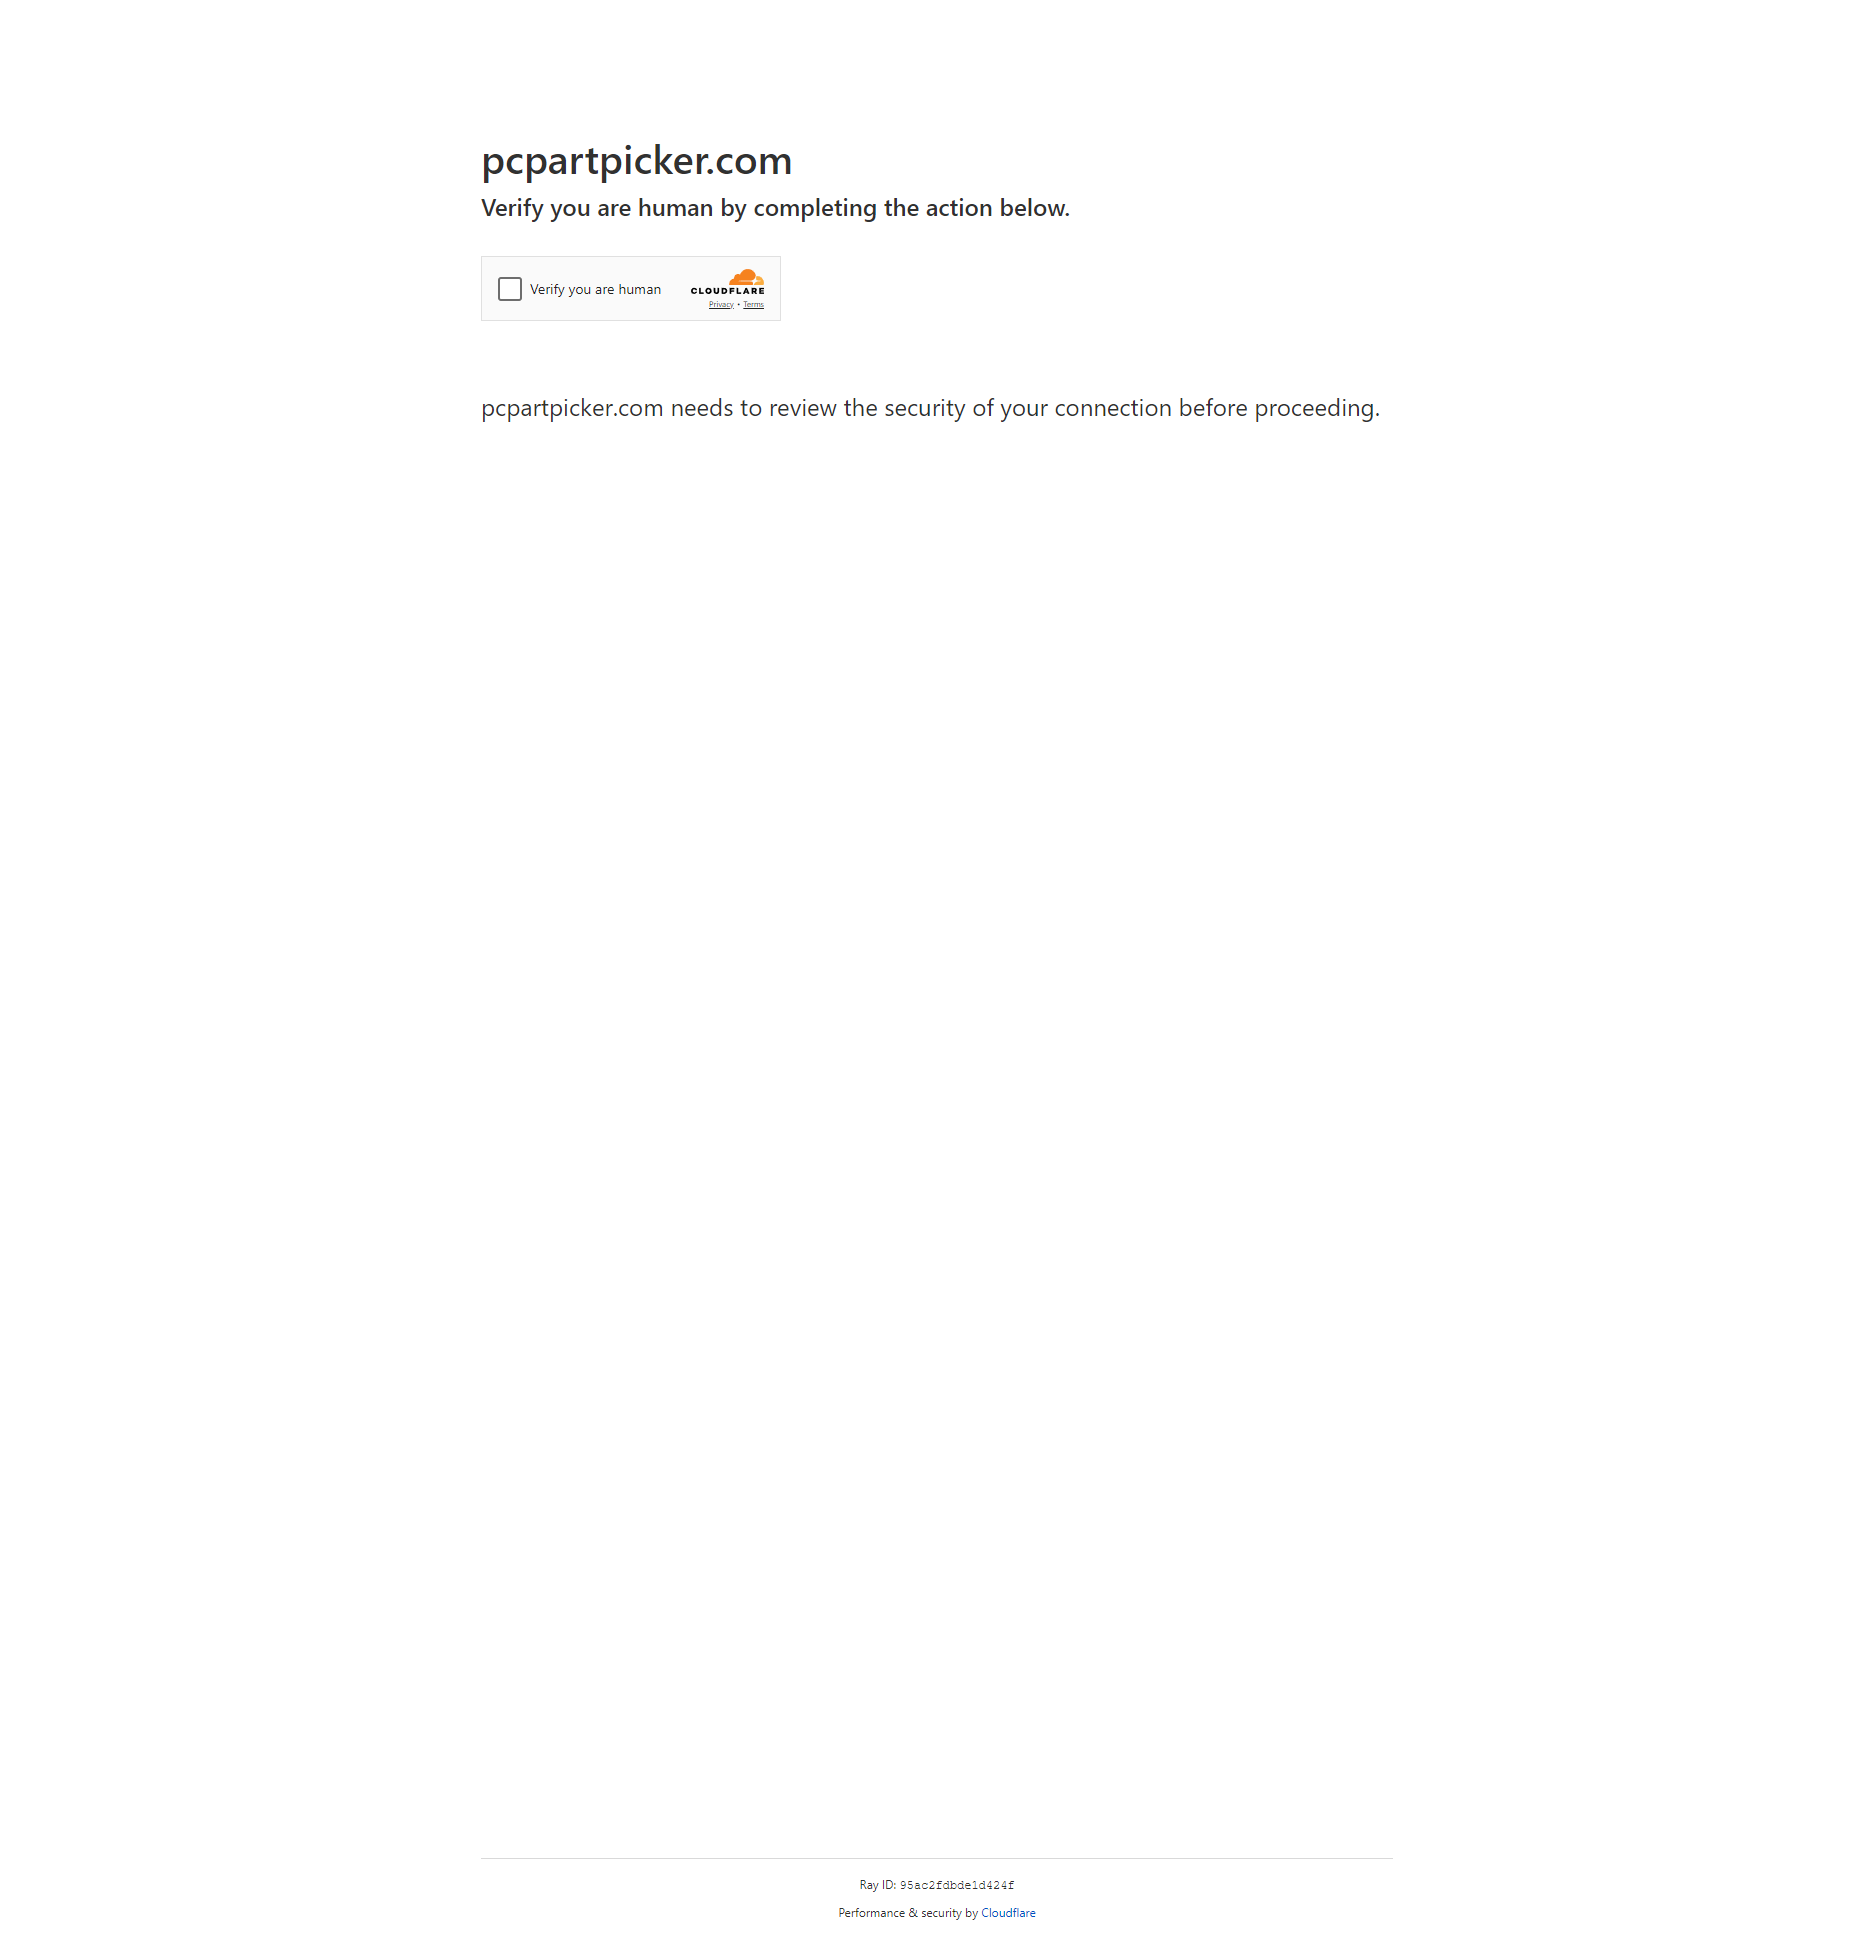 pcpartpicker.com
Verify you are human by completing the action below.
Verify you are human
CLOUDFLARE
Privacy • Terms
pcpartpicker.com needs to review the security of your connection before proceeding.
Ray ID: 95ac2fdbde1d424f
Performance & security by Cloudflare